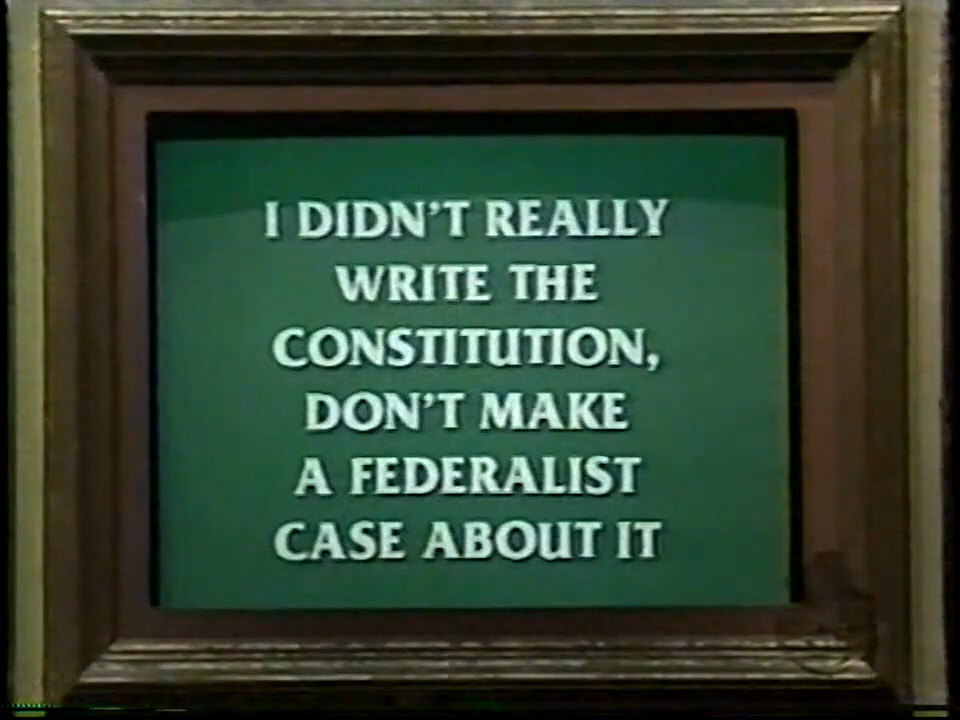 I DIDN'T REALLY
WRITE THE
CONSTITUTION,
DON'T MAKE
A FEDERALIST
CASE ABOUT IT